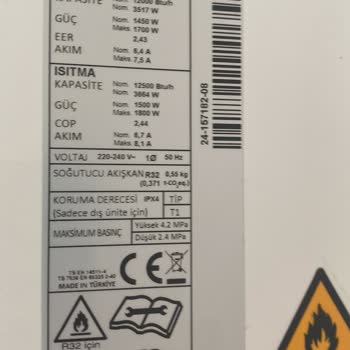 KAPASİTE Nom. 12000 Btu/h
Nom. 3517 W
GÜÇ Nom. 1450 W
Maks. 1700 W
EER 2,43
AKIM Nom. 6,4 A
Maks. 7,5 A
ISITMA
KAPASİTE Nom. 12500 Btu/h
Nom. 3664 W
GÜÇ Nom. 1500 W
Maks. 1800 W
COP 2,44
AKIM Nom. 6,7 A
Maks. 8,1 A
VOLTAJ 220-240 V~ 1Ø 50 Hz
SOĞUTUCU AKIŞKAN R32 0,55 kg
(0,371 t-CO₂eq.)
KORUMA DERECESİ IPX4 TİP
(Sadece dış ünite için) T1
MAKSİMUM BASINÇ Yüksek 4.2 MPa
Düşük 2.4 MPa
TS EN 14511-4
TS 7936 EN 60335 2-40
MADE IN TÜRKİYE
CE
R32 için
24-157182-08